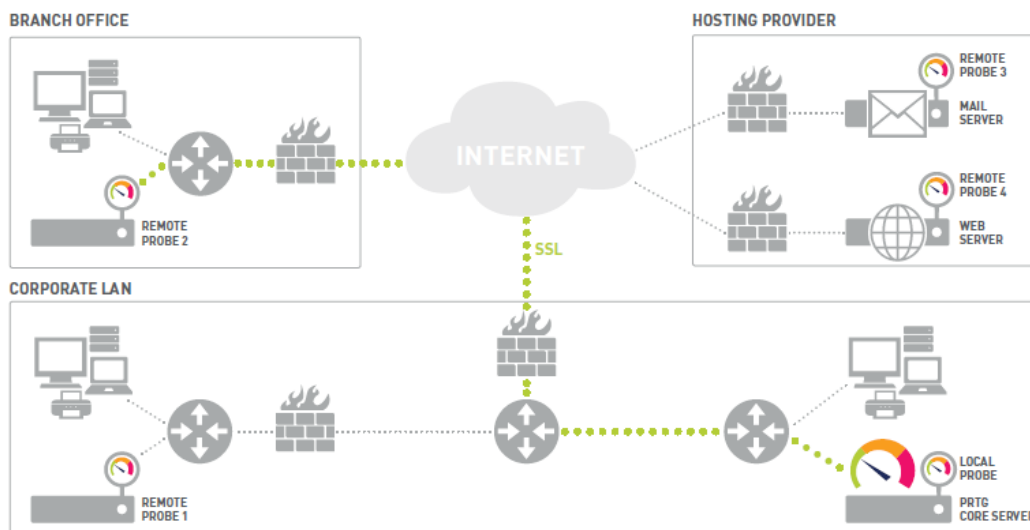 BRANCH OFFICE
HOSTING PROVIDER
REMOTE
PROBE 3
MAIL
SERVER
INTERNET
REMOTE
PROBE 2
REMOTE
PROBE 4
WEB
SERVER
SSL
CORPORATE LAN
REMOTE
PROBE 1
LOCAL
PROBE
PRTG
CORE SERVER